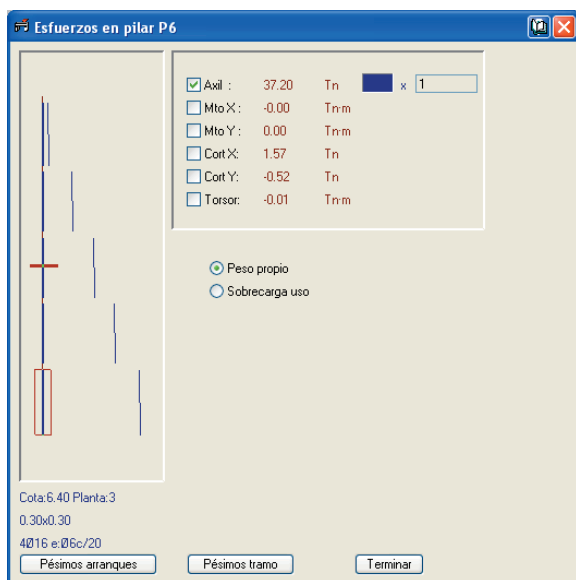 Esfuerzos en pilar P6
Axil : 37.20 Tn x 1
Mto X : -0.00 Tn·m
Mto Y : 0.00 Tn·m
Cort X: 1.57 Tn
Cort Y: -0.52 Tn
Torsor: -0.01 Tn·m
Peso propio
Sobrecarga uso
Cota:6.40 Planta:3
0.30x0.30
4Ø16 e:Ø6c/20
Pésimos arranques Pésimos tramo Terminar